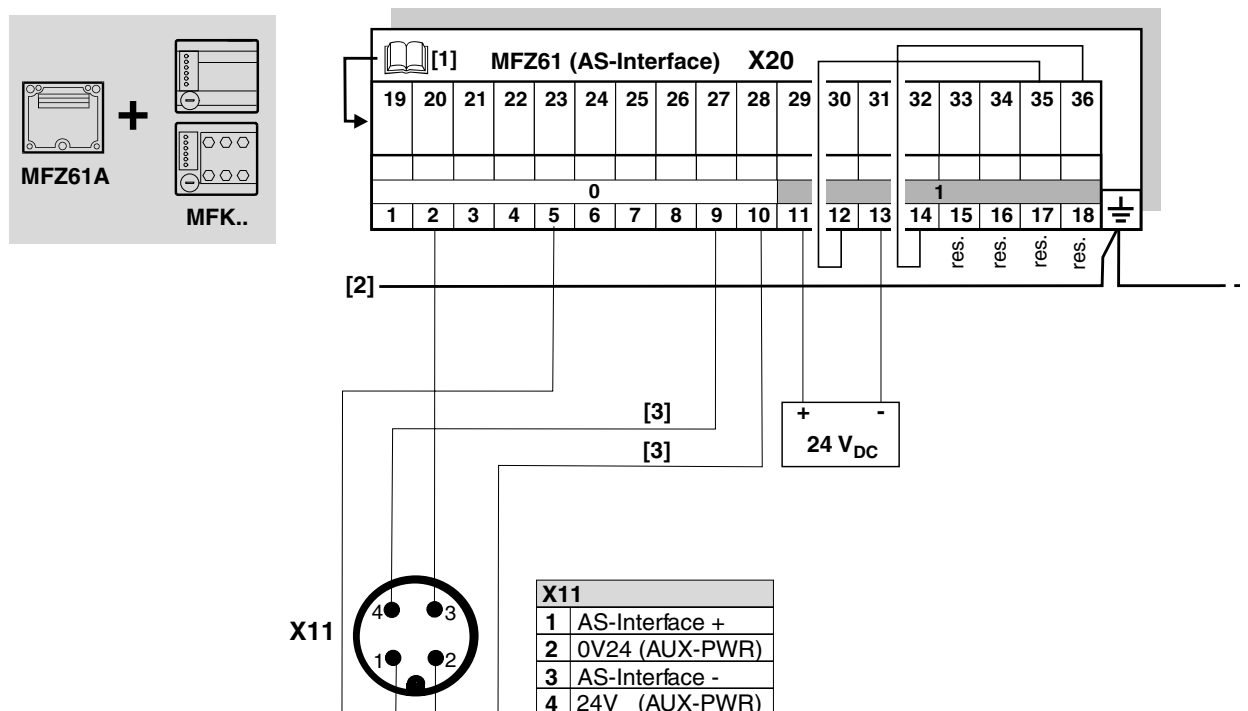 [1] MFZ61 (AS-Interface) X20
19 20 21 22 23 24 25 26 27 28 29 30 31 32 33 34 35 36
0 1
1 2 3 4 5 6 7 8 9 10 11 12 13 14 15 16 17 18
res. res. res. res.
+
MFZ61A
MFK..
[2]
[3]
[3]
+ -
24 VDC
X11
4 3
1 2
X11
1 AS-Interface +
2 0V24 (AUX-PWR)
3 AS-Interface -
4 24V (AUX-PWR)